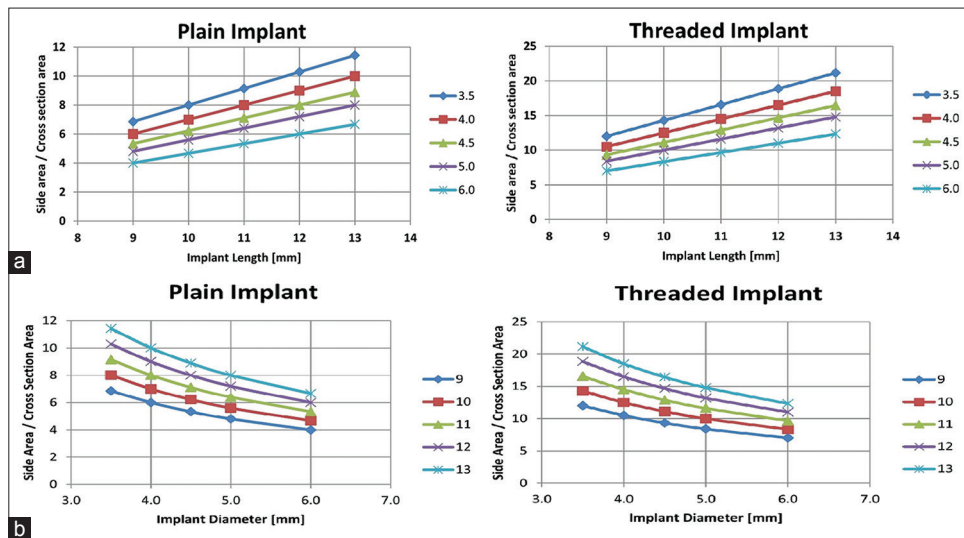 a
Plain Implant
Side area / Cross section area
12
10
8
6
4
2
0
8 9 10 11 12 13 14
Implant Length [mm]
3.5
4.0
4.5
5.0
6.0
Threaded Implant
Side area / Cross section area
25
20
15
10
5
0
8 9 10 11 12 13 14
Implant Length [mm]
3.5
4.0
4.5
5.0
6.0
b
Plain Implant
Side Area / Cross Section Area
12
10
8
6
4
2
0
3.0 4.0 5.0 6.0 7.0
Implant Diameter [mm]
9
10
11
12
13
Threaded Implant
Side Area / Cross Section Area
25
20
15
10
5
0
3.0 4.0 5.0 6.0 7.0
Implant Diameter [mm]
9
10
11
12
13